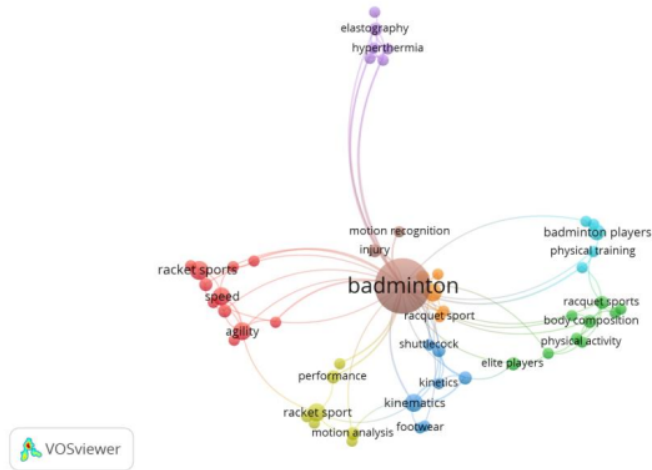 elastography
hyperthermia
motion recognition
injury
badminton players
physical training
racket sports
badminton
speed
racquet sports
racquet sport
body composition
agility
physical activity
shuttlecock
elite players
performance
kinetics
kinematics
racket sport
footwear
motion analysis
VOSviewer